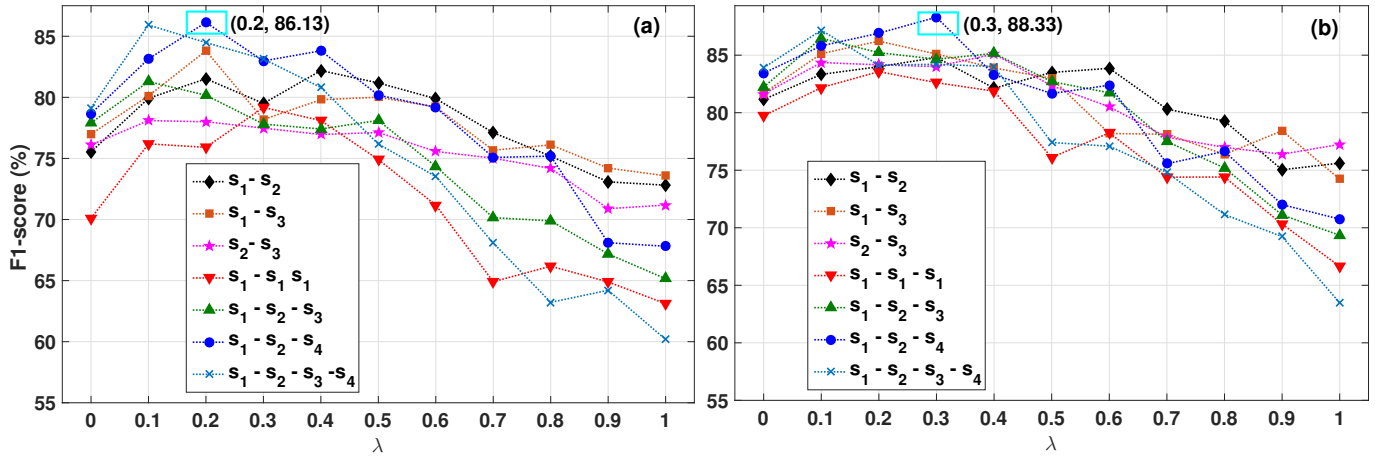 (0.2, 86.13)
(a)
85
80
75
70
65
60
55
F1-score (%)
s1 - s2
s1 - s3
s2 - s3
s1 - s1 s1
s1 - s2 - s3
s1 - s2 - s4
s1 - s2 - s3 -s4
0 0.1 0.2 0.3 0.4 0.5 0.6 0.7 0.8 0.9 1
λ
(0.3, 88.33)
(b)
85
80
75
70
65
60
55
s1 - s2
s1 - s3
s2 - s3
s1 - s1 - s1
s1 - s2 - s3
s1 - s2 - s4
s1 - s2 - s3 - s4
0 0.1 0.2 0.3 0.4 0.5 0.6 0.7 0.8 0.9 1
λ